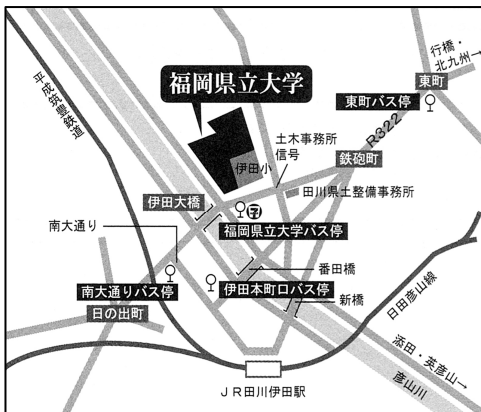 行橋・
北九州→
東町
東町バス停
平成筑豊鉄道
福岡県立大学
R322
土木事務所
信号
鉄砲町
伊田小
田川県土整備事務所
伊田大橋
福岡県立大学バス停
南大通り
番田橋
南大通りバス停
伊田本町口バス停
日の出町
新橋
日田彦山線
添田・英彦山→
彦山川
JR田川伊田駅